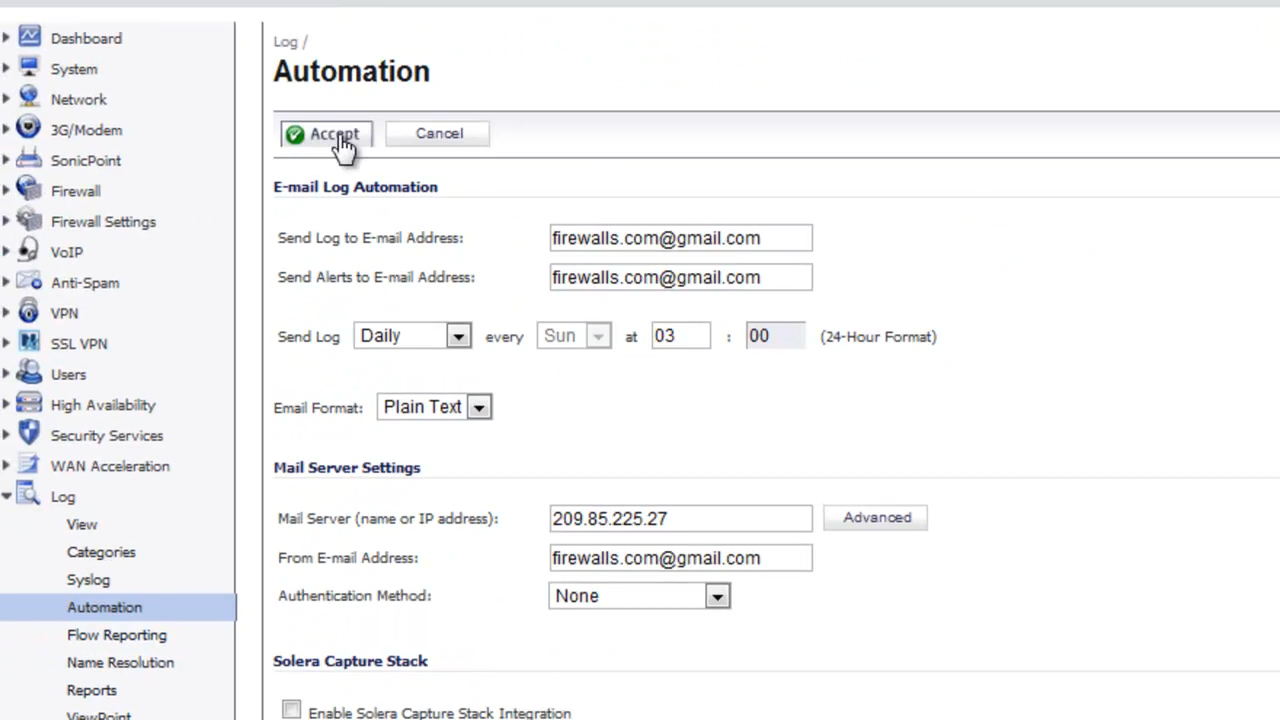 Dashboard
System
Network
3G/Modem
SonicPoint
Firewall
Firewall Settings
VoIP
Anti-Spam
VPN
SSL VPN
Users
High Availability
Security Services
WAN Acceleration
Log
View
Categories
Syslog
Automation
Flow Reporting
Name Resolution
Reports
ViewPoint
Log /
Automation
Accept Cancel
E-mail Log Automation
Send Log to E-mail Address: firewalls.com@gmail.com
Send Alerts to E-mail Address: firewalls.com@gmail.com
Send Log Daily every Sun at 03 : 00 (24-Hour Format)
Email Format: Plain Text
Mail Server Settings
Mail Server (name or IP address): 209.85.225.27 Advanced
From E-mail Address: firewalls.com@gmail.com
Authentication Method: None
Solera Capture Stack
Enable Solera Capture Stack Integration